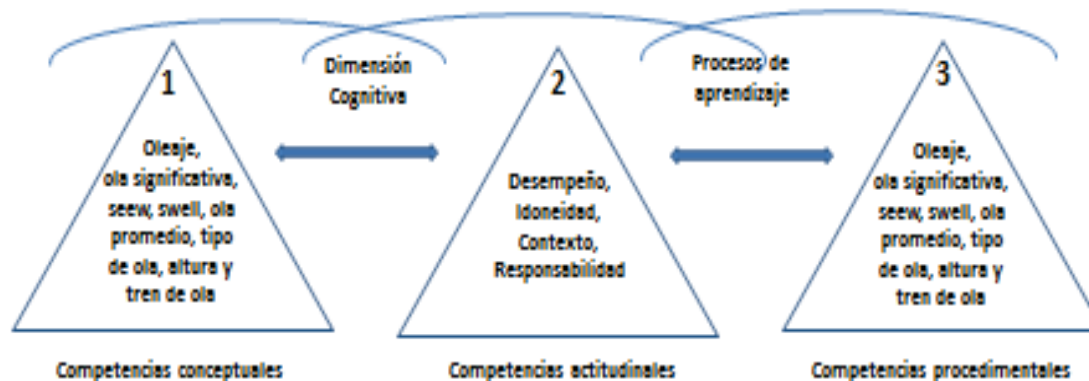 1
Oleaje,
ola significativa,
seew, swell, ola
promedio, tipo
de ola, altura y
tren de ola
Competencias conceptuales
Dimensión
Cognitiva
2
Desempeño,
Idoneidad,
Contexto,
Responsabilidad
Competencias actitudinales
Procesos de
aprendizaje
3
Oleaje,
ola significativa,
seew, swell, ola
promedio, tipo
de ola, altura y
tren de ola
Competencias procedimentales